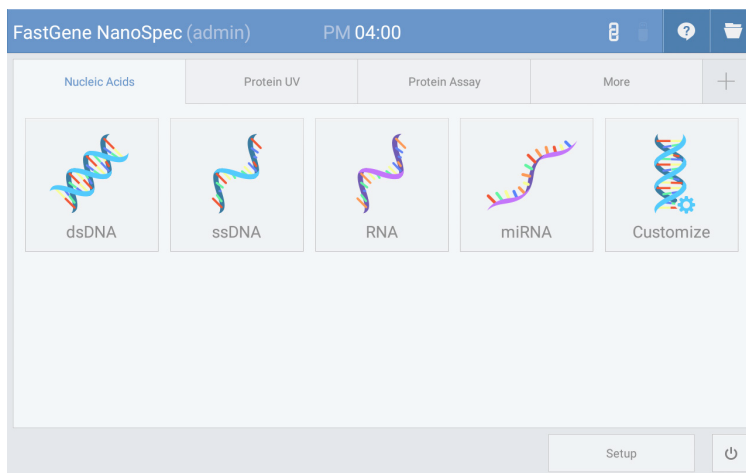 FastGene NanoSpec (admin) PM 04:00
Nucleic Acids Protein UV Protein Assay More
dsDNA ssDNA RNA miRNA Customize
Setup